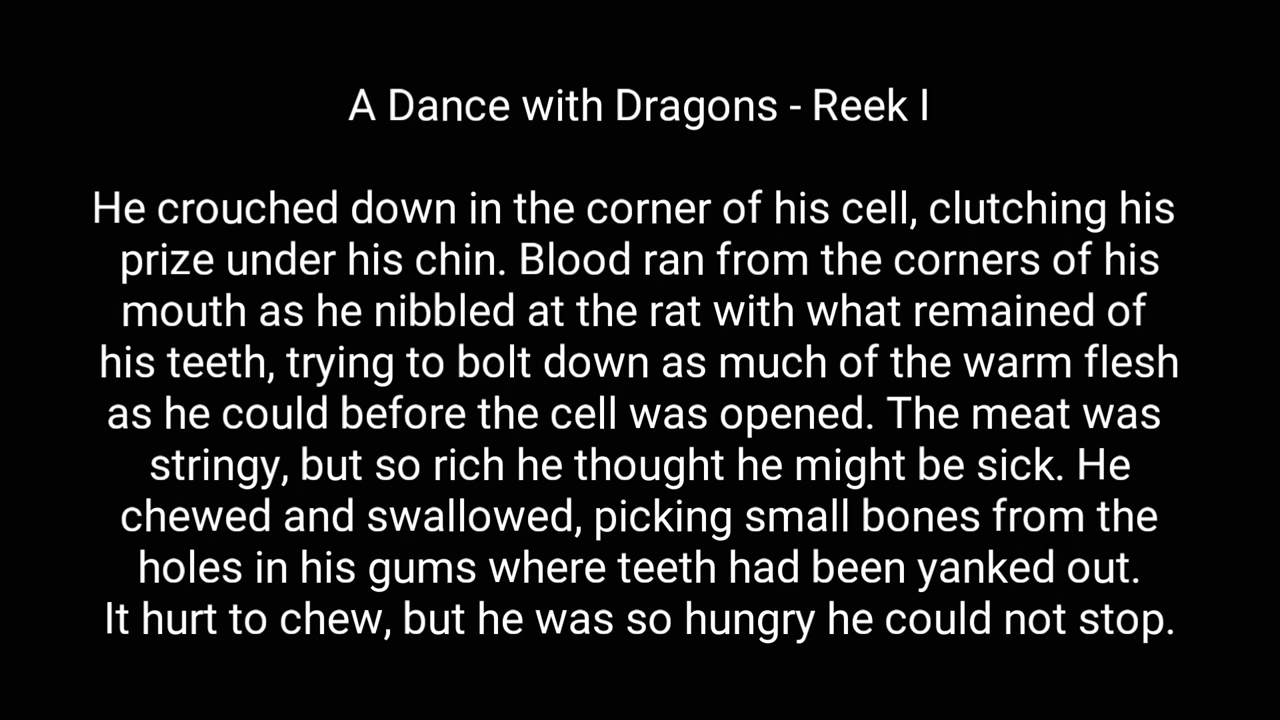 A Dance with Dragons - Reek I
He crouched down in the corner of his cell, clutching his
prize under his chin. Blood ran from the corners of his
mouth as he nibbled at the rat with what remained of
his teeth, trying to bolt down as much of the warm flesh
as he could before the cell was opened. The meat was
stringy, but so rich he thought he might be sick. He
chewed and swallowed, picking small bones from the
holes in his gums where teeth had been yanked out.
It hurt to chew, but he was so hungry he could not stop.